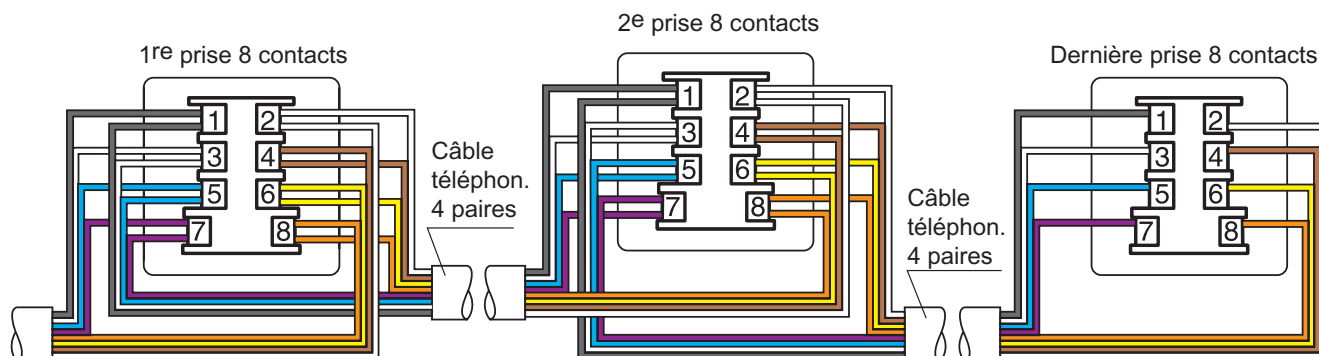 1re prise 8 contacts
2e prise 8 contacts
Dernière prise 8 contacts
1 2
3 4
5 6
7 8
Câble
téléphon.
4 paires
1 2
3 4
5 6
7 8
Câble
téléphon.
4 paires
1 2
3 4
5 6
7 8